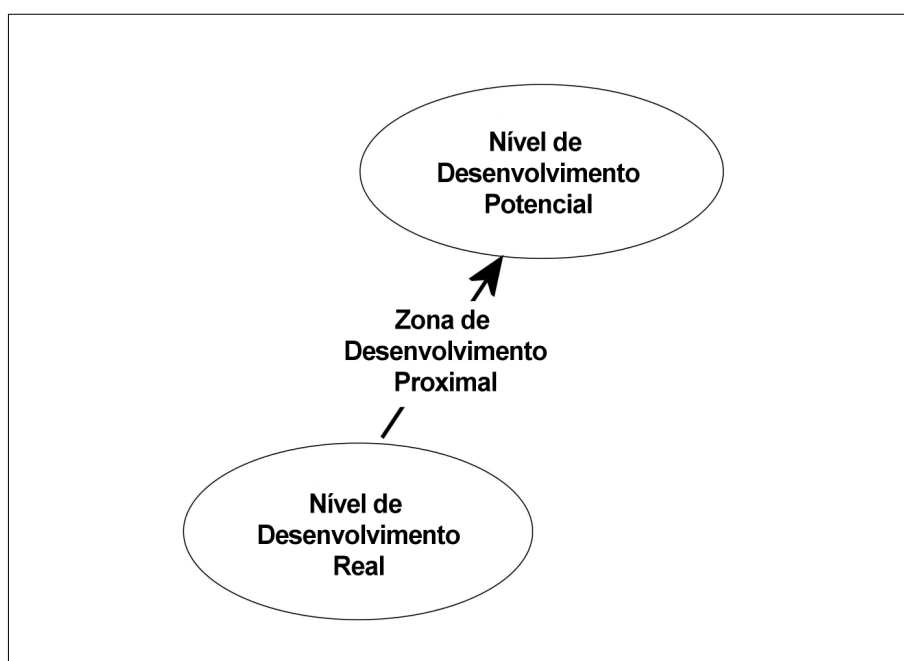 Nível de
Desenvolvimento
Potencial
Zona de
Desenvolvimento
Proximal
Nível de
Desenvolvimento
Real